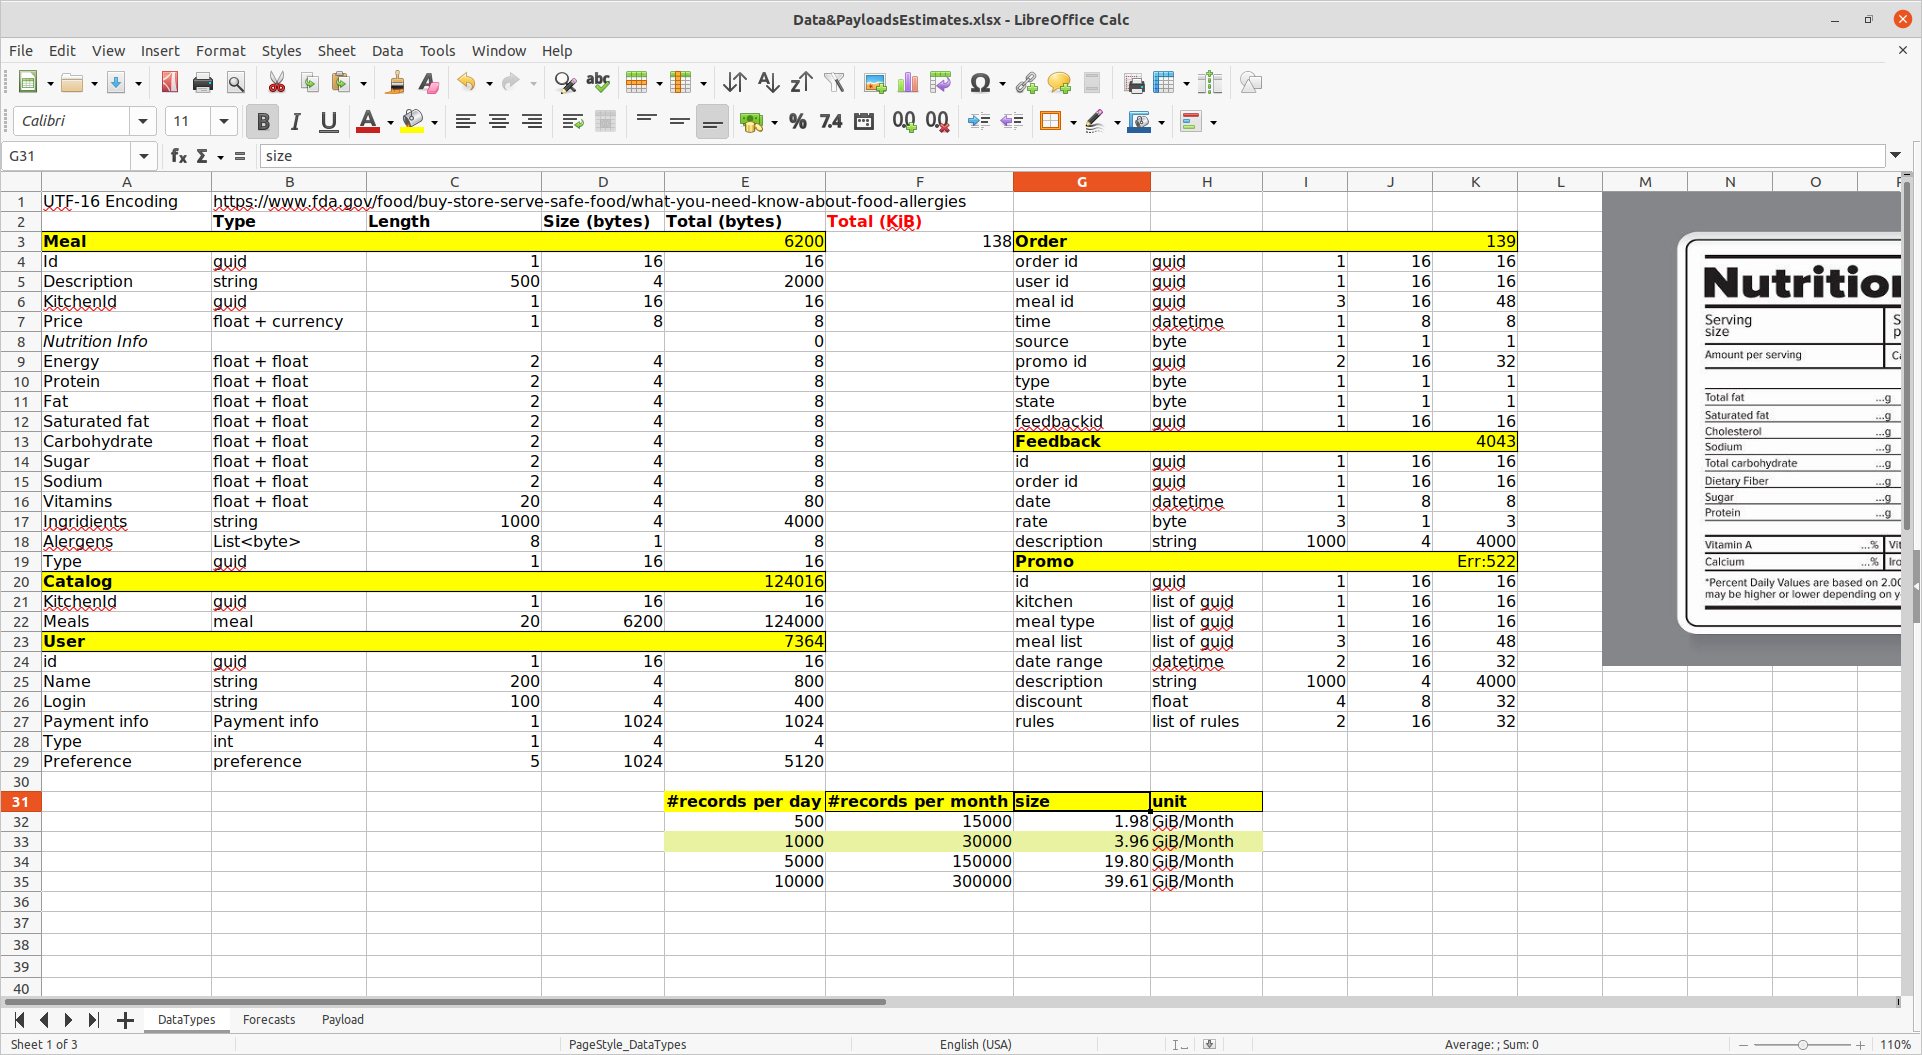 Data&PayloadsEstimates.xlsx - LibreOffice Calc
File Edit View Insert Format Styles Sheet Data Tools Window Help
Calibri 11
G31 size
A B C D E F G H I J K L M N O
1 UTF-16 Encoding https://www.fda.gov/food/buy-store-serve-safe-food/what-you-need-know-about-food-allergies
2 Type Length Size (bytes) Total (bytes) Total (KiB)
3 Meal 6200 138 Order 139
4 Id guid 1 16 16 order id guid 1 16 16
5 Description string 500 4 2000 user id guid 1 16 16
6 KitchenId guid 1 16 16 meal id guid 3 16 48
7 Price float + currency 1 8 8 time datetime 1 8 8
8 Nutrition Info 0 source byte 1 1 1
9 Energy float + float 2 4 8 promo id guid 2 16 32
10 Protein float + float 2 4 8 type byte 1 1 1
11 Fat float + float 2 4 8 state byte 1 1 1
12 Saturated fat float + float 2 4 8 feedbackid guid 1 16 16
13 Carbohydrate float + float 2 4 8 Feedback 4043
14 Sugar float + float 2 4 8 id guid 1 16 16
15 Sodium float + float 2 4 8 order id guid 1 16 16
16 Vitamins float + float 20 4 80 date datetime 1 8 8
17 Ingridients string 1000 4 4000 rate byte 3 1 3
18 Alergens List<byte> 8 1 8 description string 1000 4 4000
19 Type guid 1 16 16 Promo Err:522
20 Catalog 124016 id guid 1 16 16
21 KitchenId guid 1 16 16 kitchen list of guid 1 16 16
22 Meals meal 20 6200 124000 meal type list of guid 1 16 16
23 User 7364 meal list list of guid 3 16 48
24 id guid 1 16 16 date range datetime 2 16 32
25 Name string 200 4 800 description string 1000 4 4000
26 Login string 100 4 400 discount float 4 8 32
27 Payment info Payment info 1 1024 1024 rules list of rules 2 16 32
28 Type int 1 4 4
29 Preference preference 5 1024 5120
30
31 #records per day #records per month size unit
32 500 15000 1.98 GiB/Month
33 1000 30000 3.96 GiB/Month
34 5000 150000 19.80 GiB/Month
35 10000 300000 39.61 GiB/Month
36
37
38
39
40
Nutrition
Serving
size
Amount per serving
Total fat ...g
Saturated fat ...g
Cholesterol ...g
Sodium ...g
Total carbohydrate ...g
Dietary Fiber ...g
Sugar ...g
Protein ...g
Vitamin A ...%
Calcium ...%
*Percent Daily Values are based on 2.00
may be higher or lower depending on
DataTypes Forecasts Payload
Sheet 1 of 3 PageStyle_DataTypes English (USA) Average: ; Sum: 0 110%